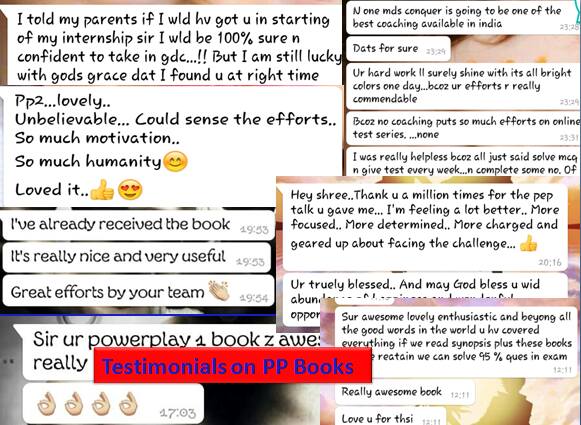 I told my parents if I wld hv got u in starting
of my internship sir I wld be 100% sure n
confident to take in gdc...!! But I am still lucky
with gods grace dat I found u at right time
Pp2...lovely..
Unbelievable... Could sense the efforts..
So much motivation..
So much humanity😊
Loved it..👍😍
I've already received the book 19:53
It's really nice and very useful 19:53
Great efforts by your team 👏 19:54
Sir ur powerplay 1 book z awes
really
👌👌👌👌 17:03
Testimonials on PP Books
N one mds conquer is going to be one of the
best coaching available in india 23:28
Dats for sure 23:29
Ur hard work ll surely shine with its all bright
colors one day...bcoz ur efforts r really
commendable 23:29
Bcoz no coaching puts so much efforts on online
test series. ...none 23:31
I was really helpless bcoz all just said solve mcq
n give test every week...n complete some no. Of
Hey shree..Thank u a million times for the pep
talk u gave me... I'm feeling a lot better.. More
focused.. More determined.. More charged and
geared up about facing the challenge... 👍
20:16
Ur truely blessed.. And may God bless u wid
oppor
Sur awesome lovely enthusiastic and beyong all
the good words in the world u hv covered
everything if we read synopsis plus these books
reatain we can solve 95 % ques in exam
12:11
Really awesome book 12:11
Love u for thsi 12:11